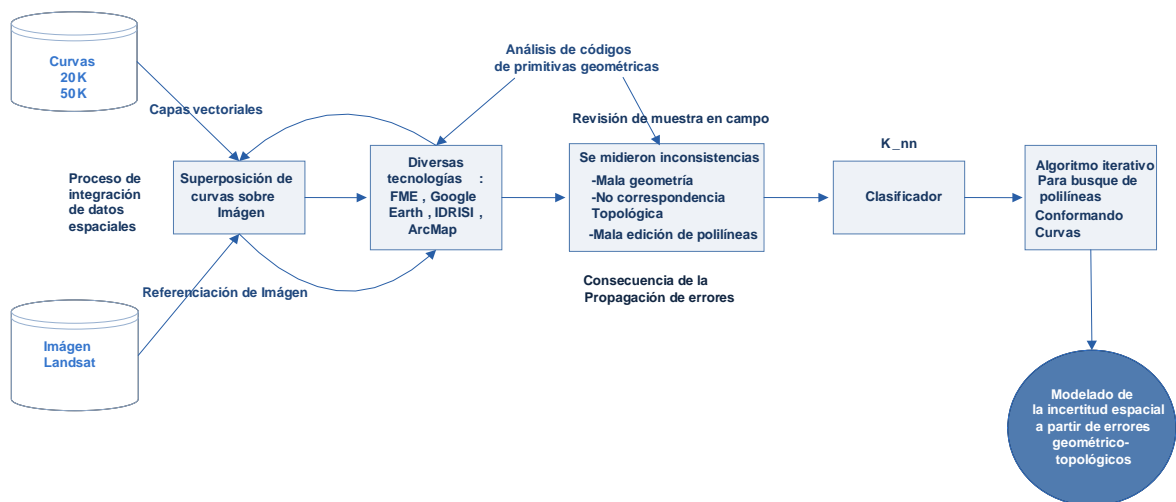 Curvas
20 K
50 K
Capas vectoriales
Análisis de códigos
de primitivas geométricas
Proceso de
integración
de datos
espaciales
Superposición de
curvas sobre
Imágen
Diversas
tecnologías :
FME , Google
Earth , IDRISI ,
ArcMap
Revisión de muestra en campo
Se midieron inconsistencias
-Mala geometría
-No correspondencia
Topológica
-Mala edición de polilíneas
Consecuencia de la
Propagación de errores
K_nn
Clasificador
Algoritmo iterativo
Para busque de
polilíneas
Conformando
Curvas
Referenciación de Imágen
Imágen
Landsat
Modelado de
la incertitud espacial
a partir de errores
geométrico-
topológicos